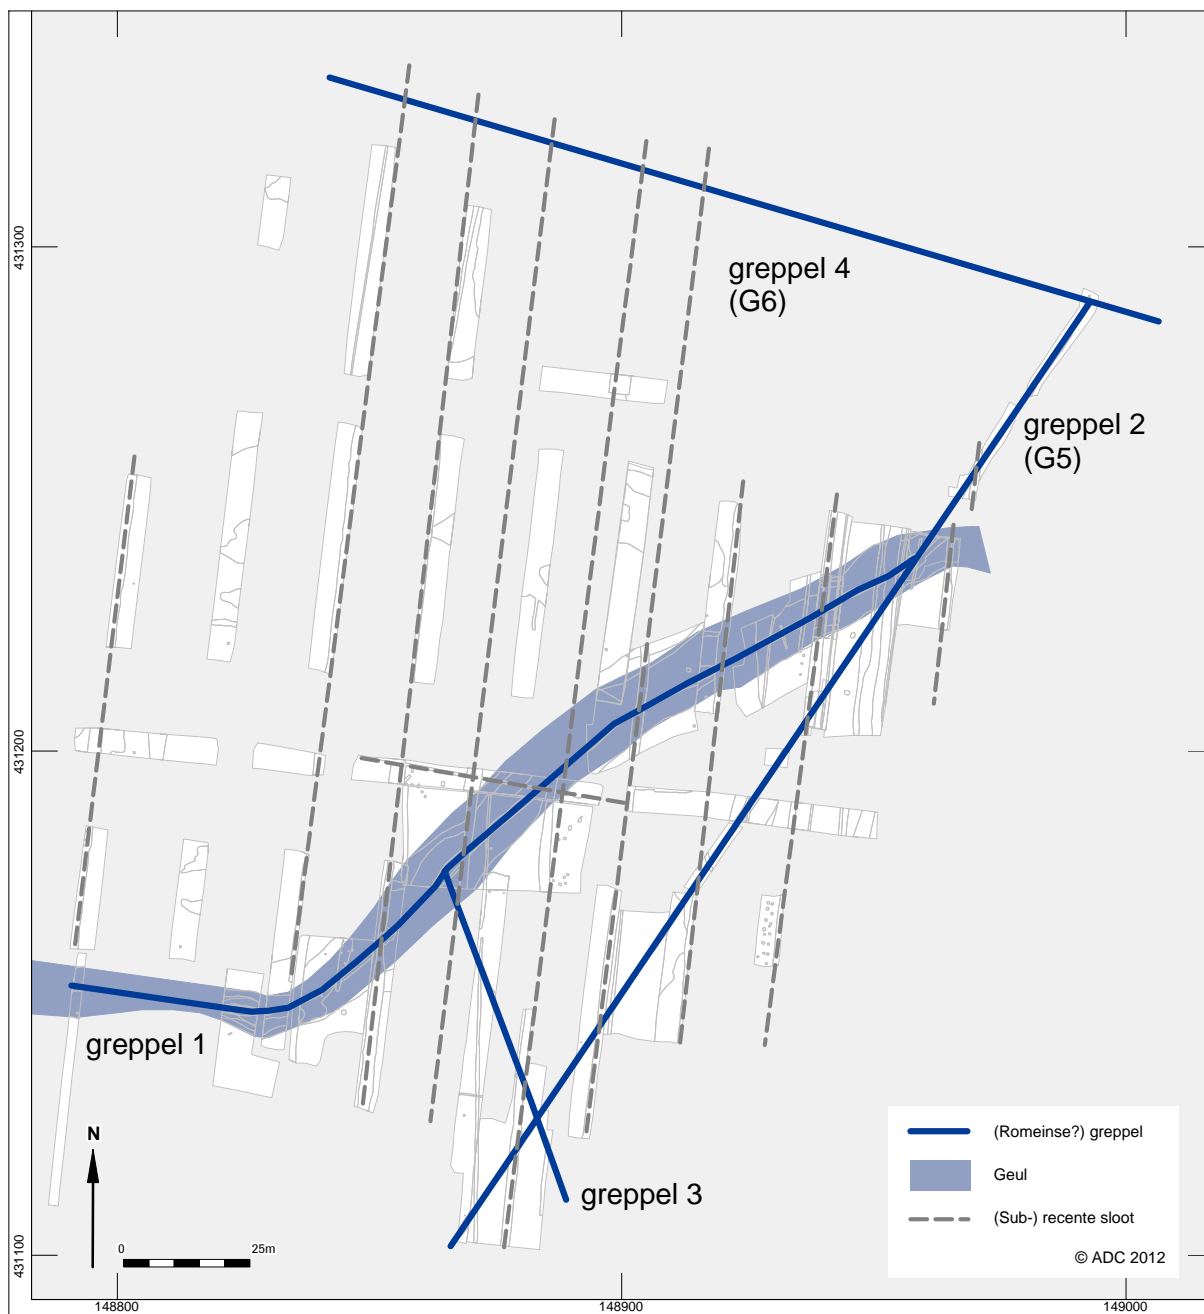 431300
greppel 4
(G6)
greppel 2
(G5)
431200
greppel 1
greppel 3
N
0
25m
(Romeinse?) greppel
Geul
(Sub-) recente sloot
© ADC 2012
431100
148800
148900
149000